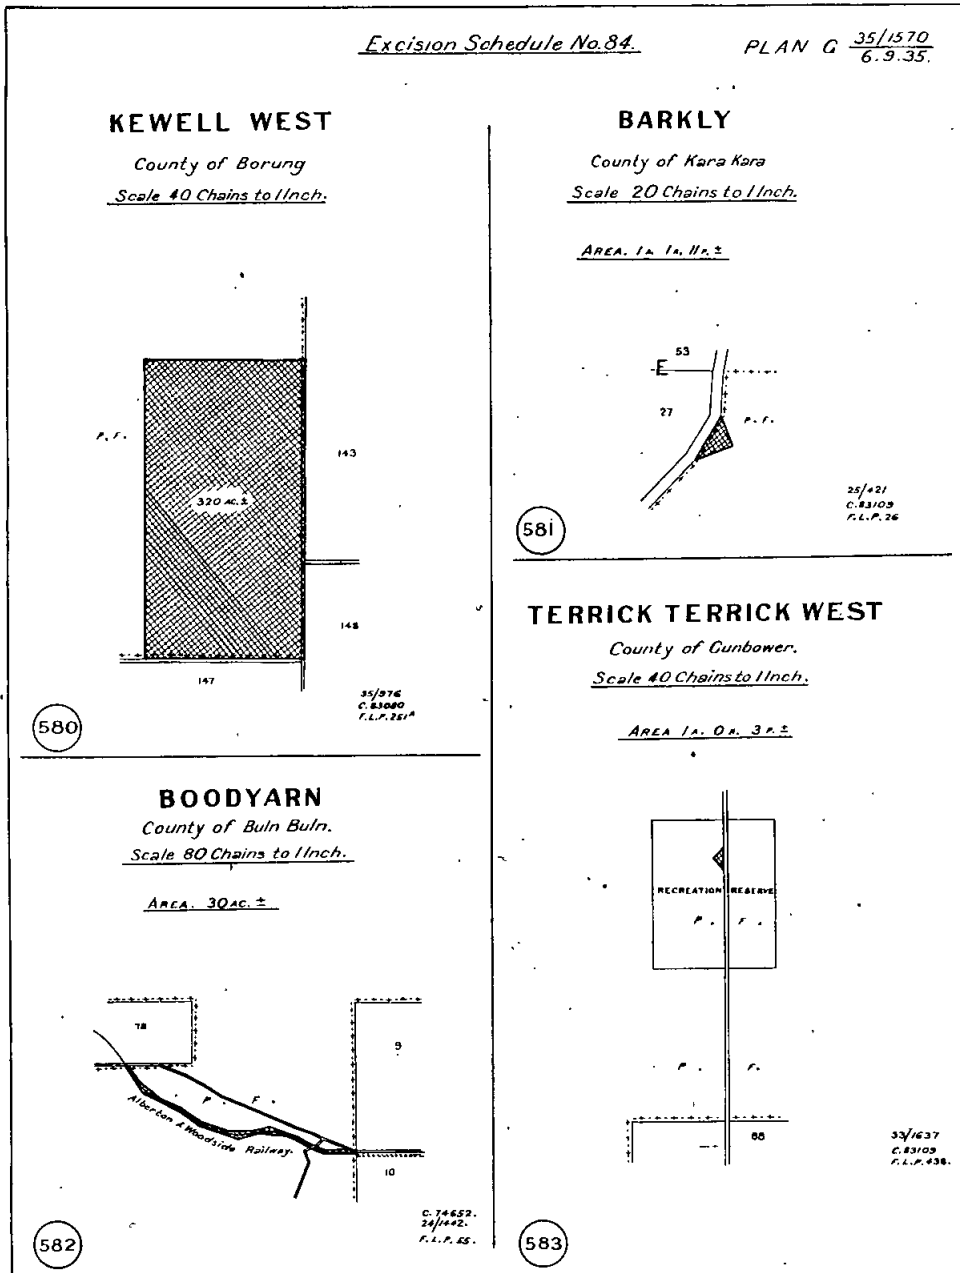 Excision Schedule No. 84.
PLAN G 35/1570
6.9.35.
KEWELL WEST
County of Borung
Scale 40 Chains to 1 Inch.
P. F.
143
320 AC. ±
148
147
35/976
C. 83080
F.L.P. 251A
580
BARKLY
County of Kara Kara
Scale 20 Chains to 1 Inch.
AREA. 1A. 1R. 11P. ±
53
E
27
P. F.
25/421
C. 83109
F.L.P. 26
581
BOODYARN
County of Buln Buln.
Scale 80 Chains to 1 Inch.
AREA. 30 AC. ±
78
9
P. F.
Alberton & Woodside Railway.
10
C. 74652.
24/1442.
F.L.P. 55.
582
TERRICK TERRICK WEST
County of Gunbower.
Scale 40 Chains to 1 Inch.
AREA 1A. 0R. 3P. ±
RECREATION RESERVE
P. F.
P. F.
68
33/1637
C. 83109
F.L.P. 438.
583